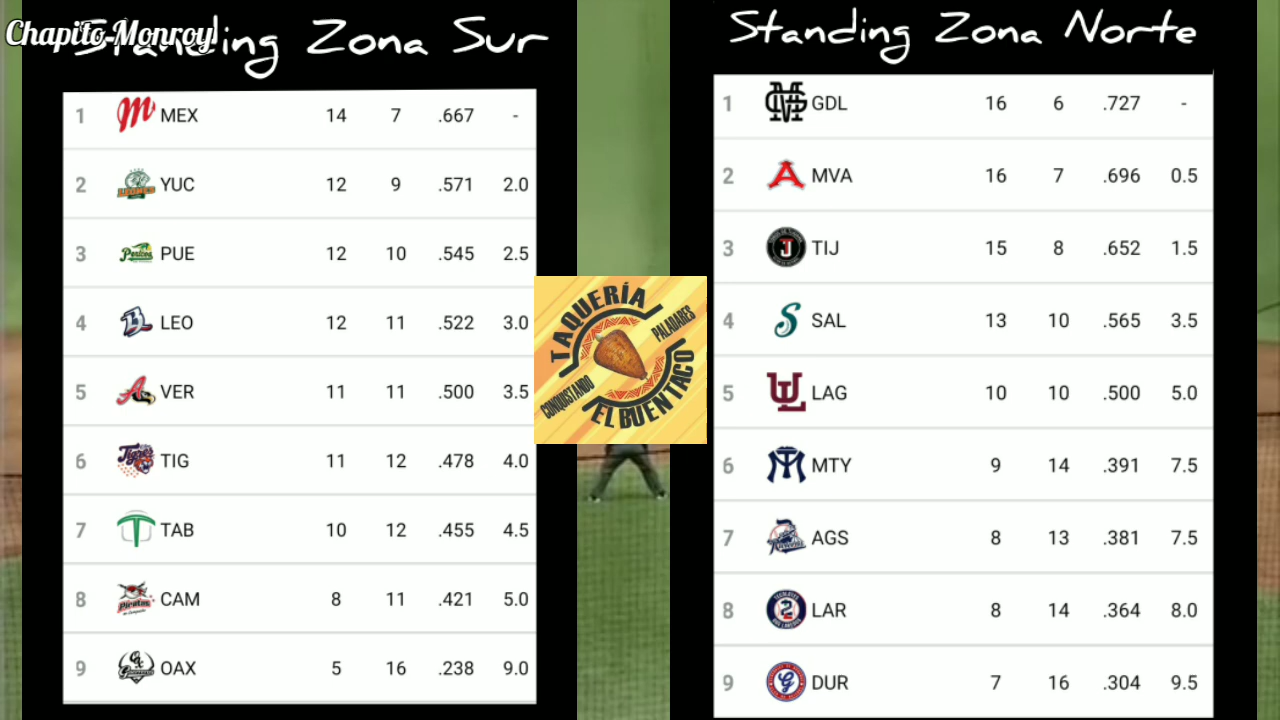 Chapito Monroy!
Standing Zona Sur
1 MEX 14 7 .667 -
2 YUC 12 9 .571 2.0
3 PUE 12 10 .545 2.5
4 LEO 12 11 .522 3.0
5 VER 11 11 .500 3.5
6 TIG 11 12 .478 4.0
7 TAB 10 12 .455 4.5
8 CAM 8 11 .421 5.0
9 OAX 5 16 .238 9.0
TAQUERÍA
EL BUEN TACO
CONQUISTANDO
PALADARES
Standing Zona Norte
1 GDL 16 6 .727 -
2 MVA 16 7 .696 0.5
3 TIJ 15 8 .652 1.5
4 SAL 13 10 .565 3.5
5 LAG 10 10 .500 5.0
6 MTY 9 14 .391 7.5
7 AGS 8 13 .381 7.5
8 LAR 8 14 .364 8.0
9 DUR 7 16 .304 9.5